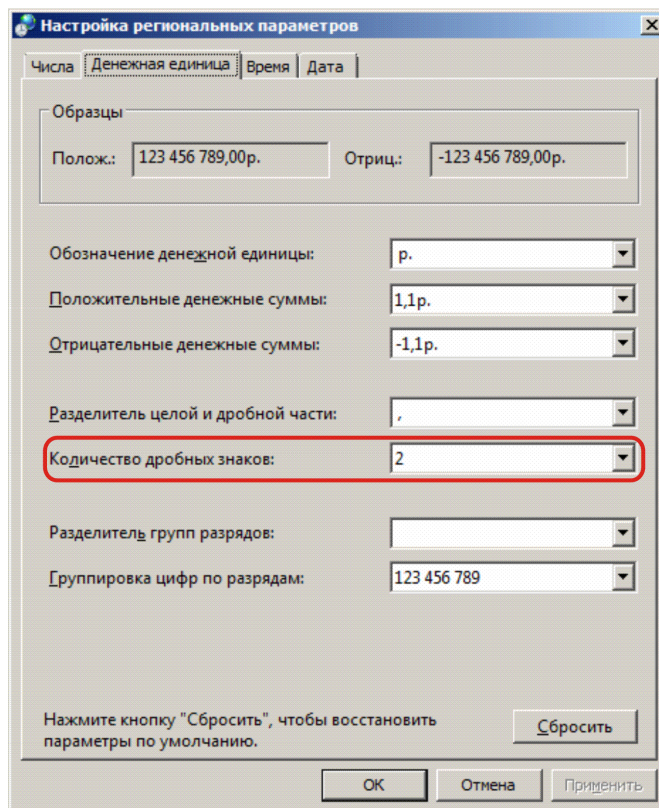 Настройка региональных параметров
Числа Денежная единица Время Дата
Образцы
Полож.: 123 456 789,00р. Отриц.: -123 456 789,00р.
Обозначение денежной единицы: р.
Положительные денежные суммы: 1,1р.
Отрицательные денежные суммы: -1,1р.
Разделитель целой и дробной части: ,
Количество дробных знаков: 2
Разделитель групп разрядов:
Группировка цифр по разрядам: 123 456 789
Нажмите кнопку "Сбросить", чтобы восстановить
параметры по умолчанию.
Сбросить
ОК Отмена Применить